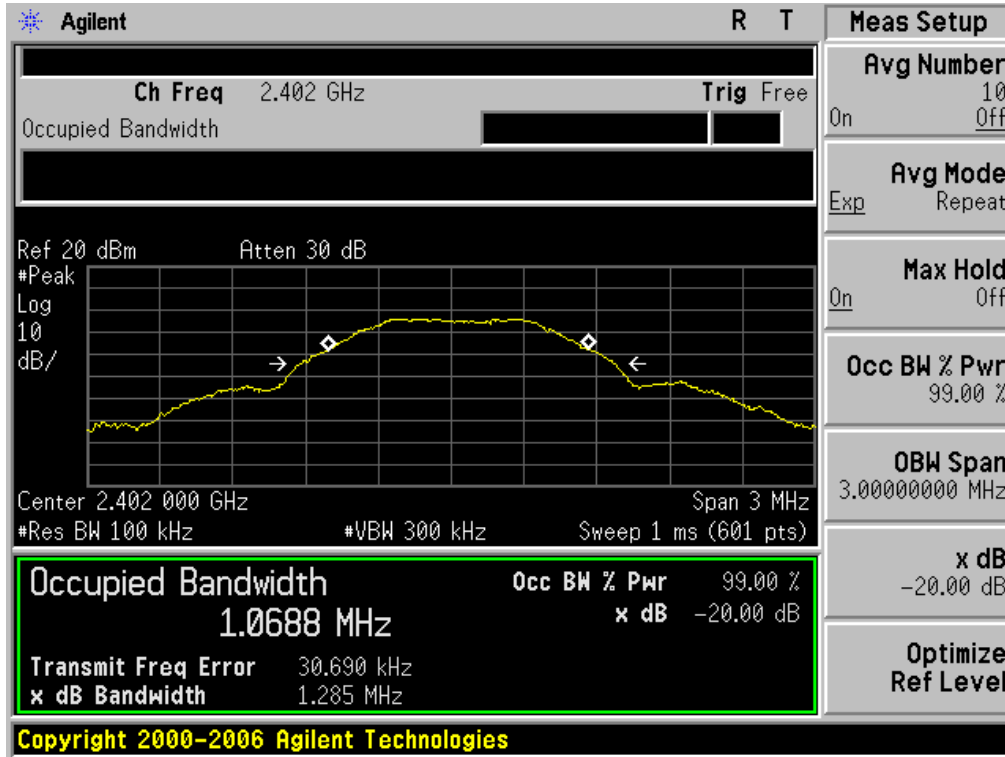 Agilent R T
Ch Freq 2.402 GHz Trig Free
Occupied Bandwidth
Ref 20 dBm Atten 30 dB
#Peak
Log
10
dB/
Center 2.402 000 GHz Span 3 MHz
#Res BW 100 kHz #VBW 300 kHz Sweep 1 ms (601 pts)
Occupied Bandwidth Occ BW % Pwr 99.00 %
1.0688 MHz x dB -20.00 dB
Transmit Freq Error 30.690 kHz
x dB Bandwidth 1.285 MHz
Copyright 2000-2006 Agilent Technologies
Meas Setup
Avg Number
10
On Off
Avg Mode
Exp Repeat
Max Hold
On Off
Occ BW % Pwr
99.00 %
OBW Span
3.00000000 MHz
x dB
-20.00 dB
Optimize
Ref Level